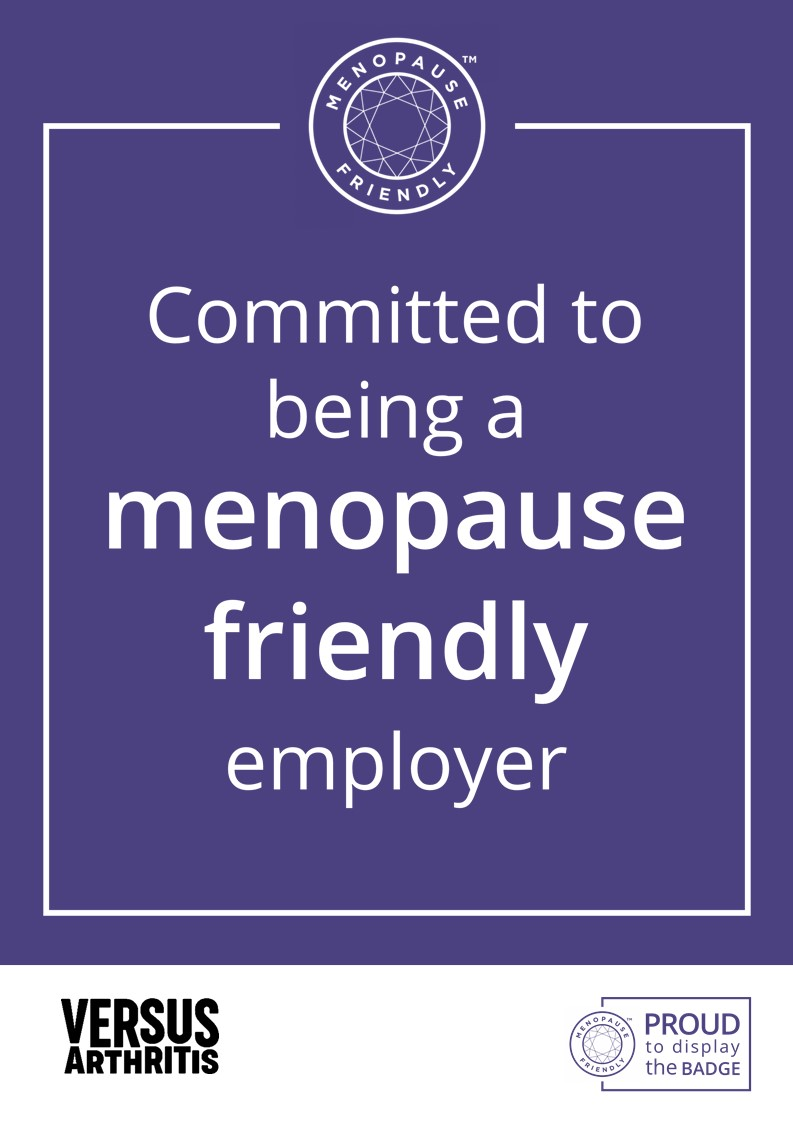 MENOPAUSE
FRIENDLY
™
Committed to
being a
menopause
friendly
employer
VERSUS
ARTHRITIS
MENOPAUSE
FRIENDLY
™
PROUD
to display
the BADGE